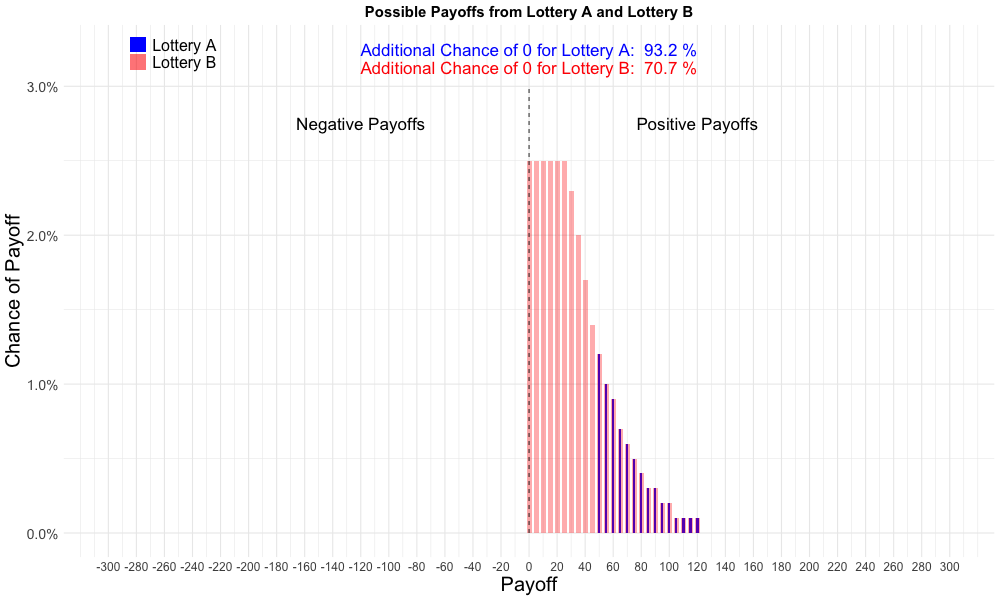 Possible Payoffs from Lottery A and Lottery B
Lottery A
Lottery B
Additional Chance of 0 for Lottery A: 93.2 %
Additional Chance of 0 for Lottery B: 70.7 %
Negative Payoffs
Positive Payoffs
Chance of Payoff
3.0%
2.0%
1.0%
0.0%
-300 -280 -260 -240 -220 -200 -180 -160 -140 -120 -100 -80 -60 -40 -20 0 20 40 60 80 100 120 140 160 180 200 220 240 260 280 300
Payoff